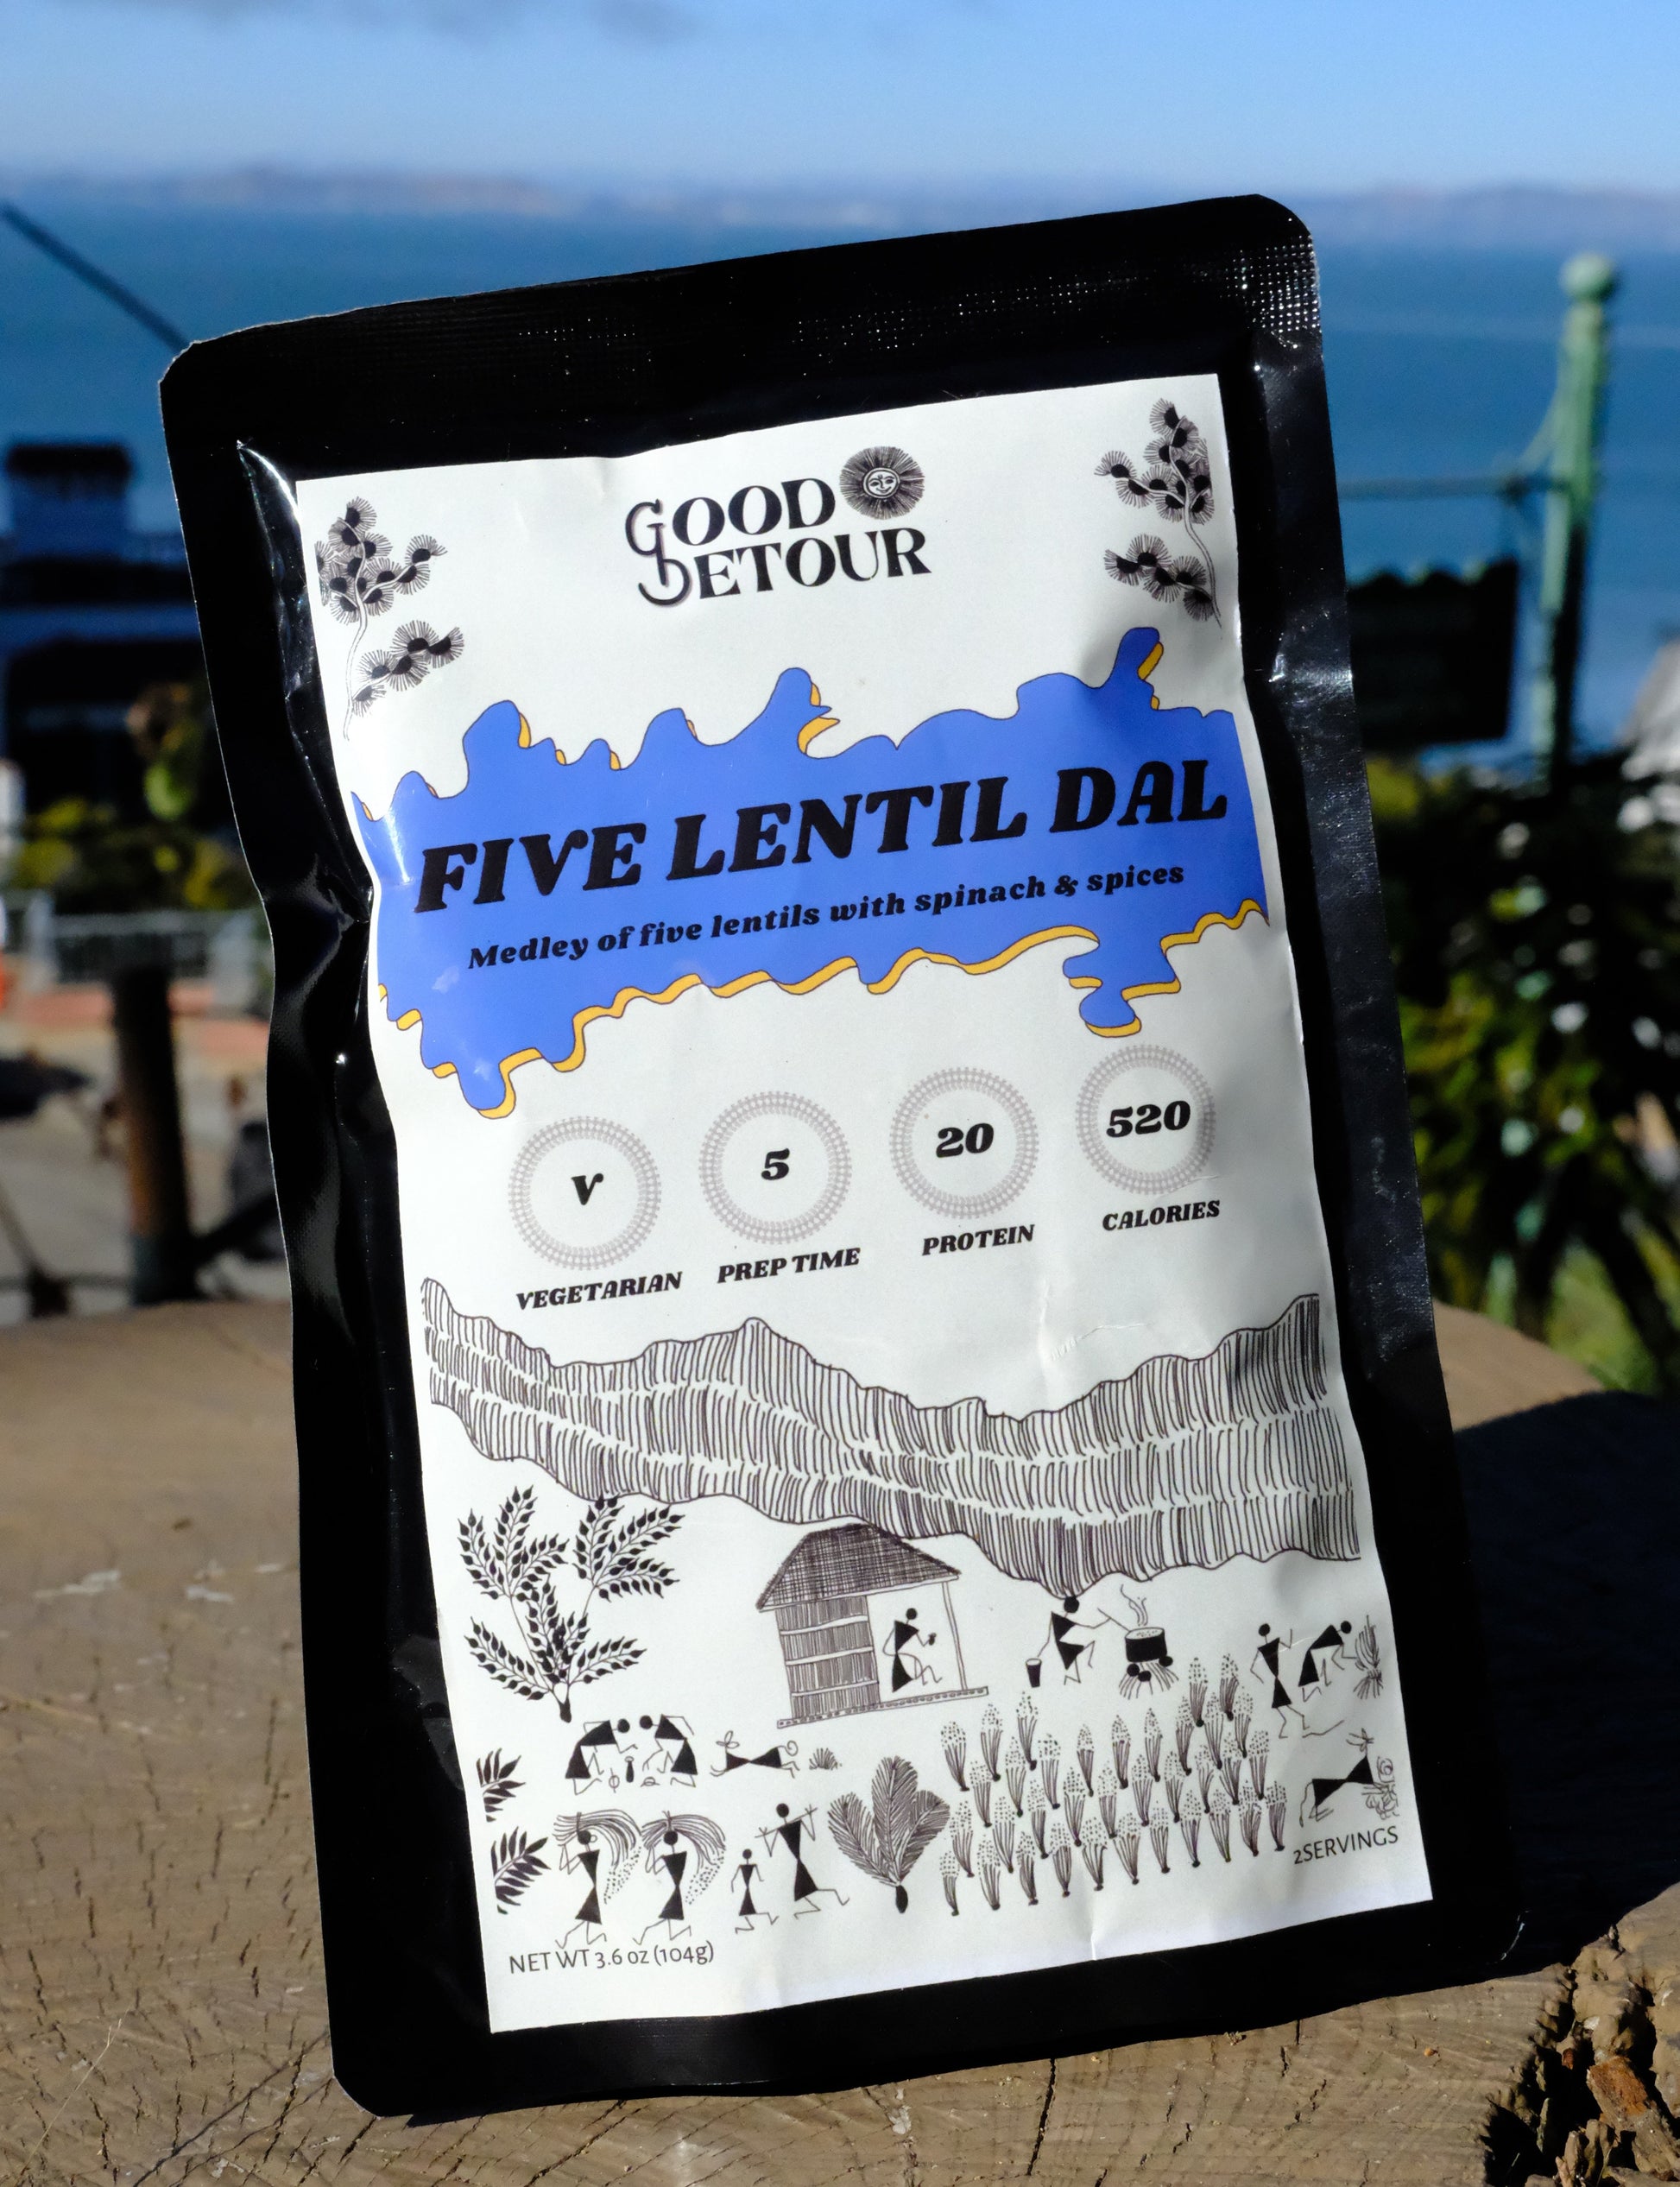 GOOD
DETOUR
FIVE LENTIL DAL
Medley of five lentils with spinach & spices
V
VEGETARIAN
5
PREP TIME
20
PROTEIN
520
CALORIES
2SERVINGS
NET WT 3.6 oz (104g)